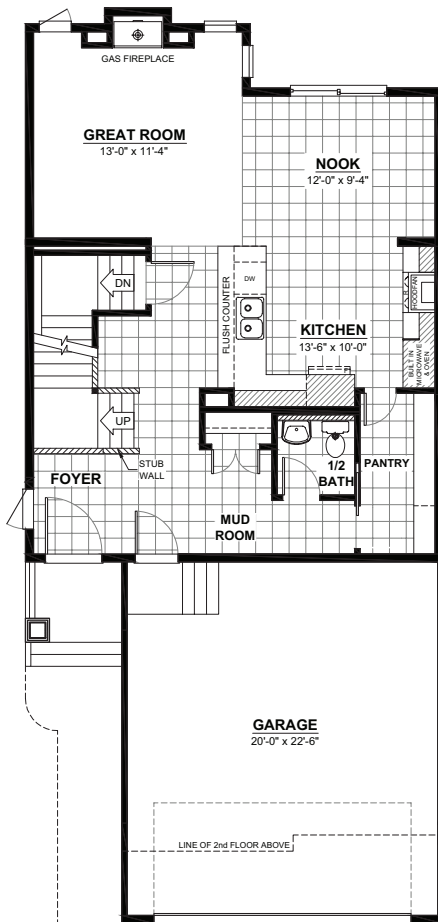 GAS FIREPLACE
GREAT ROOM
13'-0" x 11'-4"
NOOK
12'-0" x 9'-4"
DN
DW
FLUSH COUNTER
HOODFAN
R
KITCHEN
13'-6" x 10'-0"
BUILT IN
MICROWAVE
& OVEN
UP
STUB
WALL
FOYER
1/2
BATH
PANTRY
MUD
ROOM
GARAGE
20'-0" x 22'-6"
LINE OF 2nd FLOOR ABOVE